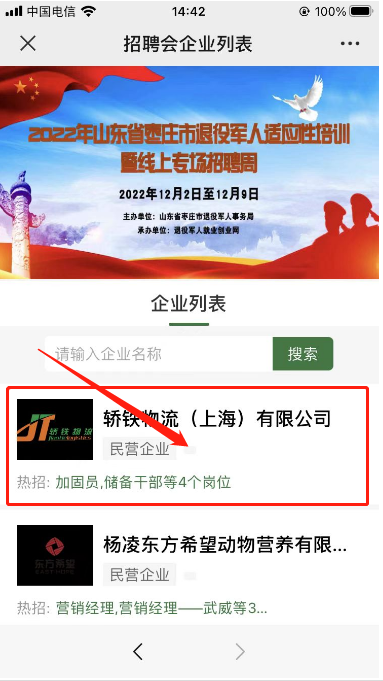 中国电信
14:42
100%
招聘会企业列表
2022年山东省枣庄市退役军人适应性培训
暨线上专场招聘周
2022年12月2日至12月9日
主办单位：山东省枣庄市退役军人事务局
承办单位：退役军人就业创业网
企业列表
请输入企业名称
搜索
JT 轿铁物流
轿铁物流（上海）有限公司
民营企业
热招: 加固员,储备干部等4个岗位
东方希望
杨凌东方希望动物营养有限...
民营企业
热招: 营销经理,营销经理——武威等3...